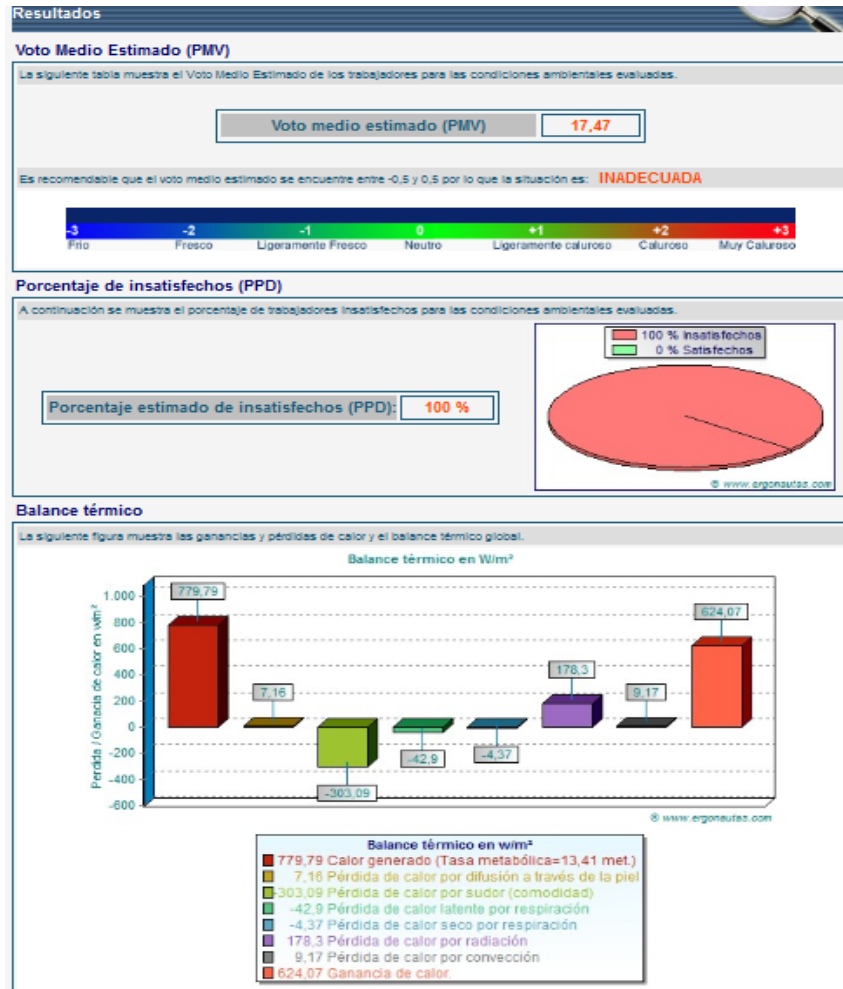 Resultados
Voto Medio Estimado (PMV)
La siguiente tabla muestra el Voto Medio Estimado de los trabajadores para las condiciones ambientales evaluadas.
Voto medio estimado (PMV) 17,47
Es recomendable que el voto medio estimado se encuentre entre -0,5 y 0,5 por lo que la situación es: INADECUADA
-3 -2 -1 0 +1 +2 +3
Frio Fresco Ligeramente Fresco Neutro Ligeramente caluroso Caluroso Muy Caluroso
Porcentaje de insatisfechos (PPD)
A continuación se muestra el porcentaje de trabajadores insatisfechos para las condiciones ambientales evaluadas.
100 % Insatisfechos
0 % Satisfechos
Porcentaje estimado de insatisfechos (PPD): 100 %
© www.ergonautas.com
Balance térmico
La siguiente figura muestra las ganancias y pérdidas de calor y el balance térmico global.
Balance tèrmico en W/m²
Perdida / Ganacia de calor en w/m²
1.000
800
600
400
200
0
-200
-400
-600
779,79
7,16
-303,09
-42,9
-4,37
178,3
9,17
624,07
© www.ergonautas.com
Balance tèrmico en w/m²
779,79 Calor generado (Tasa metabólica=13,41 met.)
7,16 Pérdida de calor por difusión a través de la piel
-303,09 Pérdida de calor por sudor (comodidad)
-42,9 Pérdida de calor latente por respiración
-4,37 Pérdida de calor seco por respiración
178,3 Pérdida de calor por radiación
9,17 Pérdida de calor por convección
624,07 Ganancia de calor.